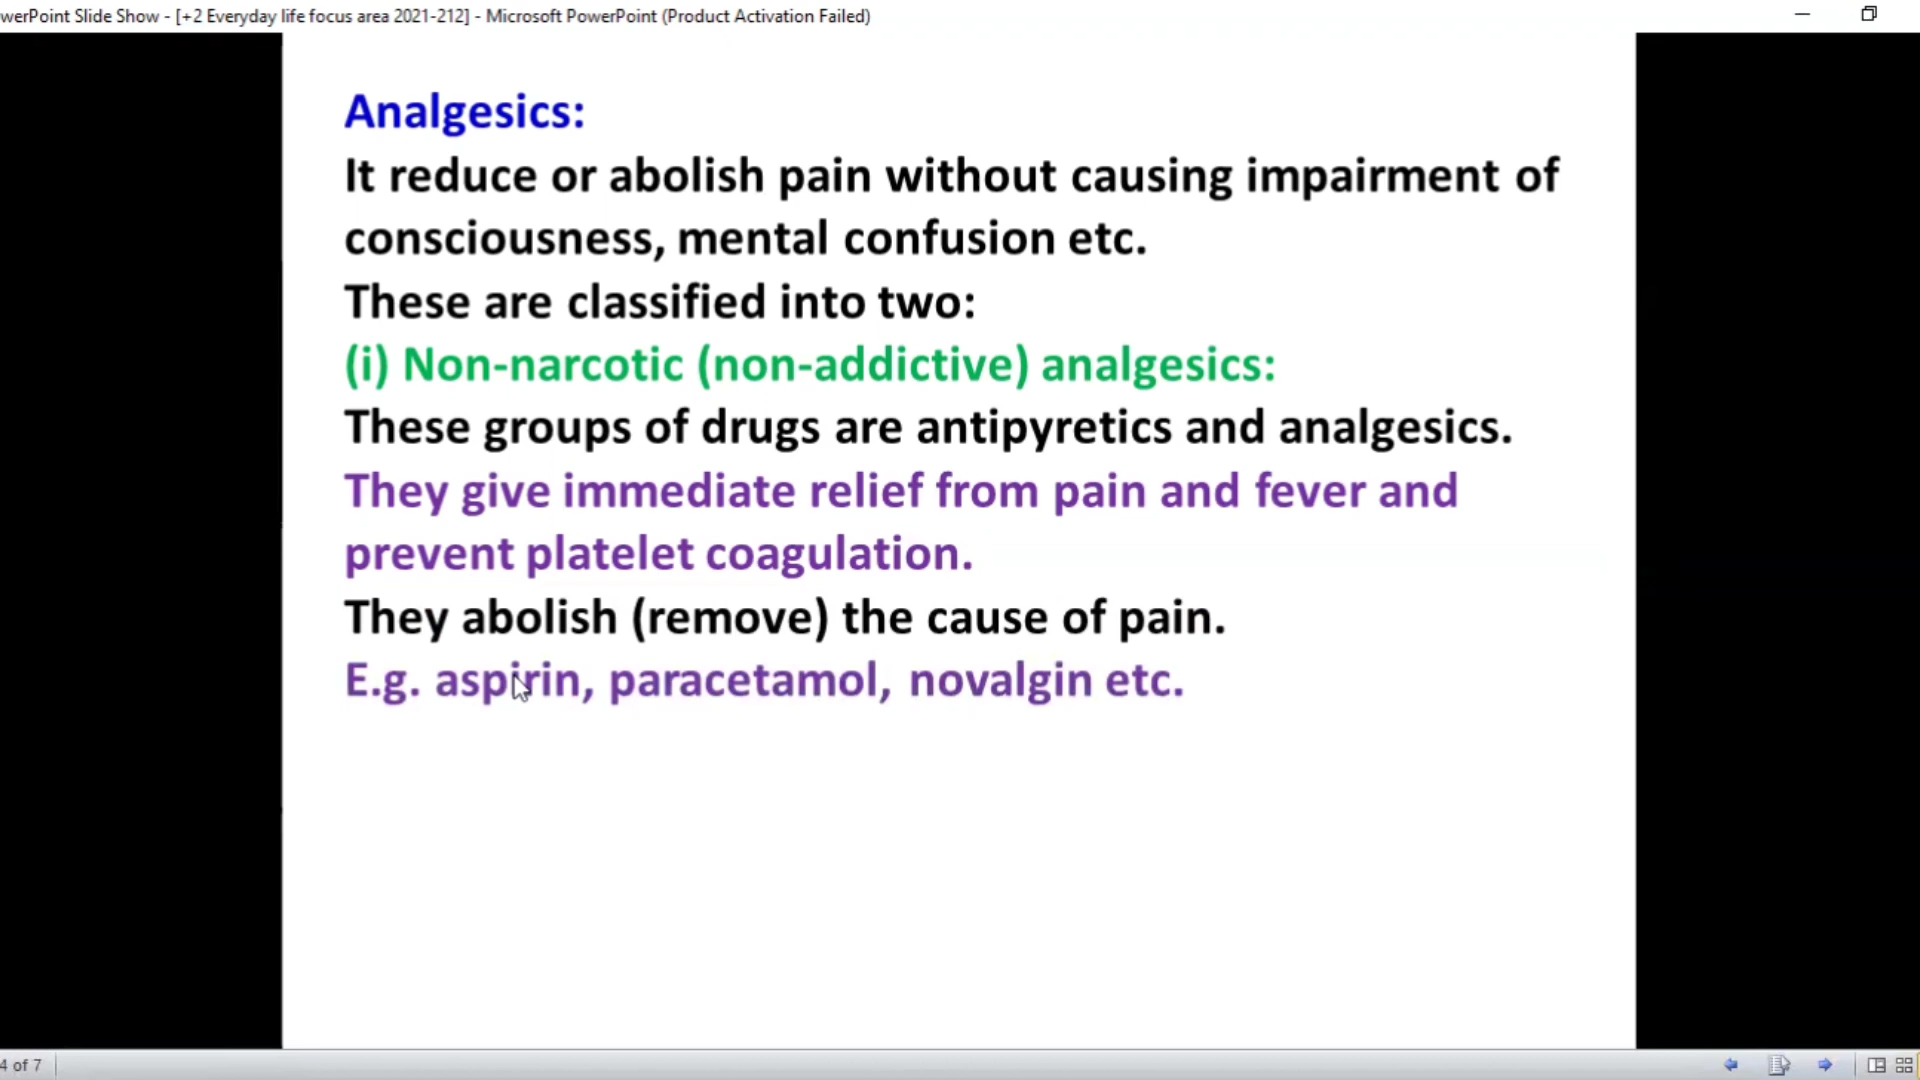 werPoint Slide Show - [+2 Everyday life focus area 2021-212] - Microsoft PowerPoint (Product Activation Failed)
Analgesics:
It reduce or abolish pain without causing impairment of
consciousness, mental confusion etc.
These are classified into two:
(i) Non-narcotic (non-addictive) analgesics:
These groups of drugs are antipyretics and analgesics.
They give immediate relief from pain and fever and
prevent platelet coagulation.
They abolish (remove) the cause of pain.
E.g. aspirin, paracetamol, novalgin etc.
4 of 7